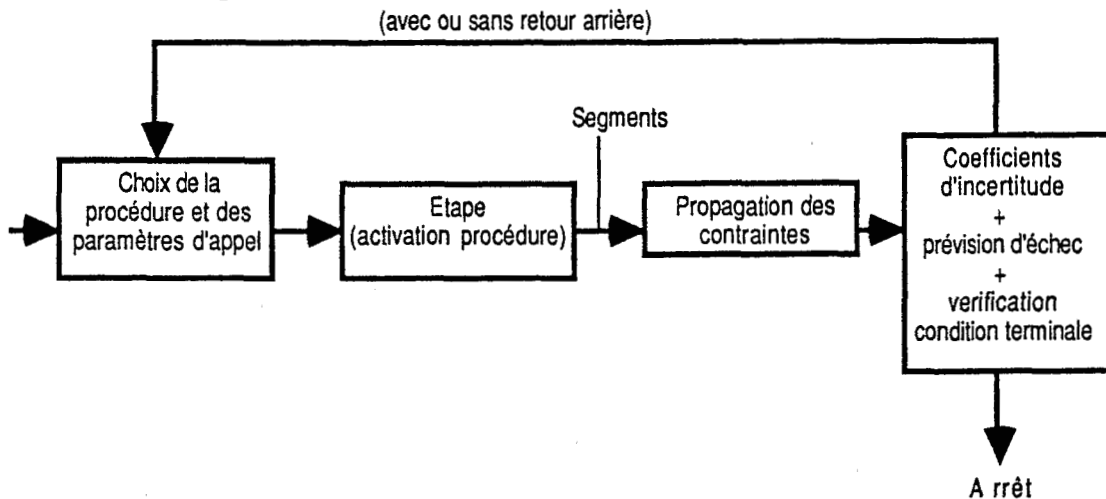 (avec ou sans retour arrière)
Segments
Choix de la
procédure et des
paramètres d'appel
Etape
(activation procédure)
Propagation des
contraintes
Coefficients
d'incertitude
+
prévision d'échec
+
verification
condition terminale
A rrêt